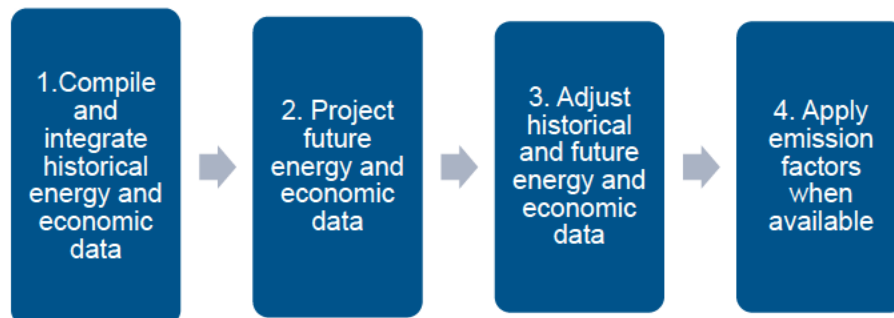 1.Compile
and
integrate
historical
energy and
economic
data
2. Project
future
energy and
economic
data
3. Adjust
historical
and future
energy and
economic
data
4. Apply
emission
factors
when
available